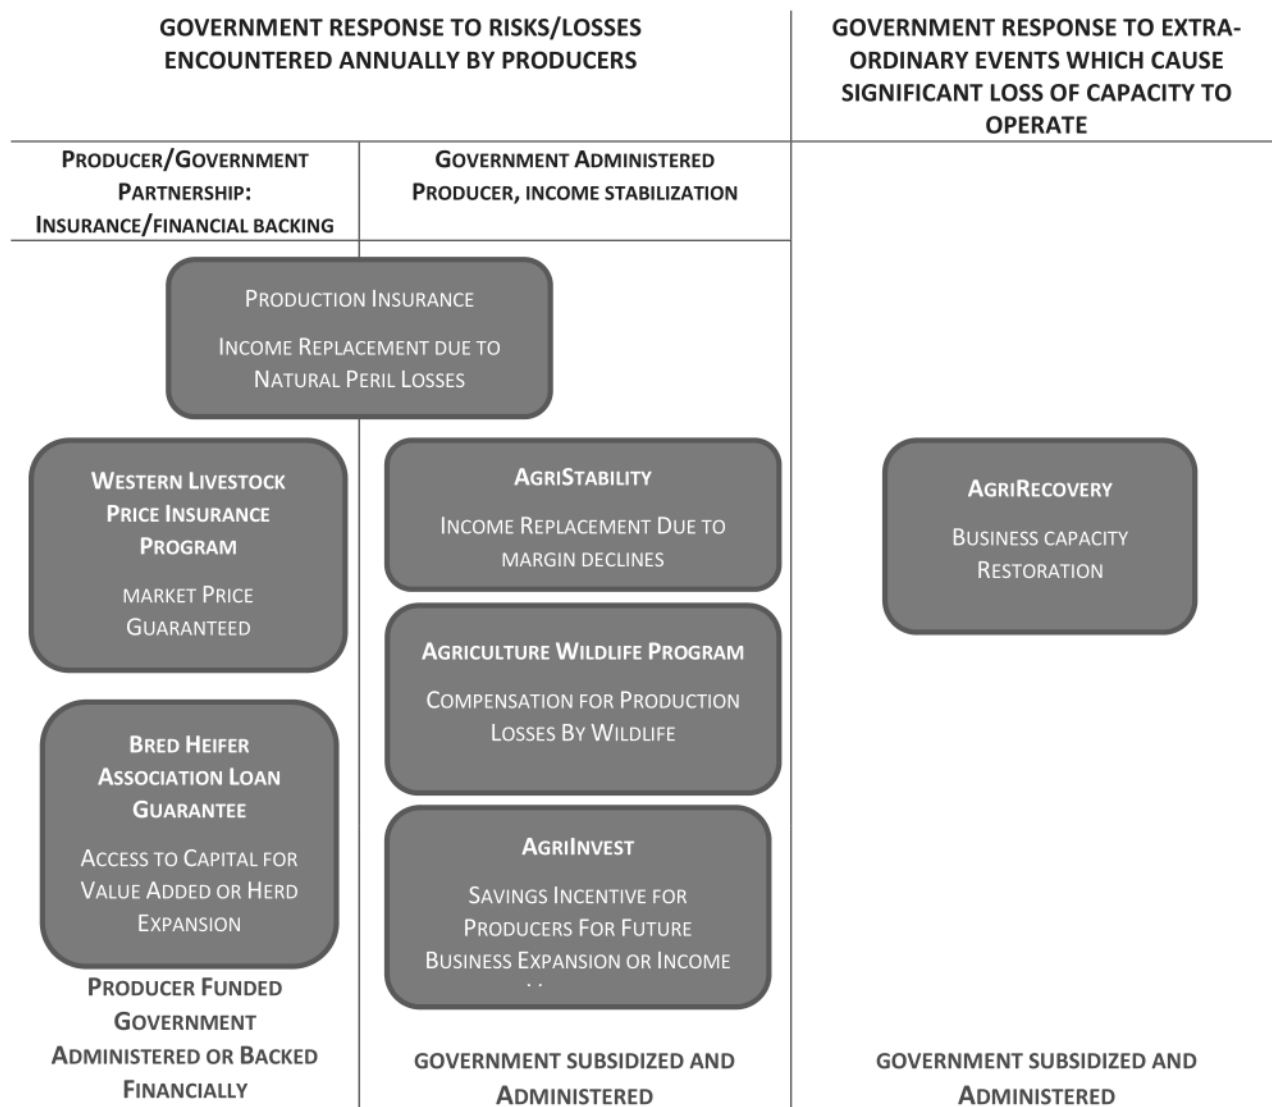 GOVERNMENT RESPONSE TO RISKS/LOSSES
ENCOUNTERED ANNUALLY BY PRODUCERS
GOVERNMENT RESPONSE TO EXTRA-
ORDINARY EVENTS WHICH CAUSE
SIGNIFICANT LOSS OF CAPACITY TO
OPERATE
PRODUCER/GOVERNMENT
PARTNERSHIP:
INSURANCE/FINANCIAL BACKING
GOVERNMENT ADMINISTERED
PRODUCER, INCOME STABILIZATION
PRODUCTION INSURANCE
INCOME REPLACEMENT DUE TO
NATURAL PERIL LOSSES
WESTERN LIVESTOCK
PRICE INSURANCE
PROGRAM
MARKET PRICE
GUARANTEED
BRED HEIFER
ASSOCIATION LOAN
GUARANTEE
ACCESS TO CAPITAL FOR
VALUE ADDED OR HERD
EXPANSION
PRODUCER FUNDED
GOVERNMENT
ADMINISTERED OR BACKED
FINANCIALLY
AGRISTABILITY
INCOME REPLACEMENT DUE TO
MARGIN DECLINES
AGRICULTURE WILDLIFE PROGRAM
COMPENSATION FOR PRODUCTION
LOSSES BY WILDLIFE
AGRIINVEST
SAVINGS INCENTIVE FOR
PRODUCERS FOR FUTURE
BUSINESS EXPANSION OR INCOME
GOVERNMENT SUBSIDIZED AND
ADMINISTERED
AGRIRECOVERY
BUSINESS CAPACITY
RESTORATION
GOVERNMENT SUBSIDIZED AND
ADMINISTERED